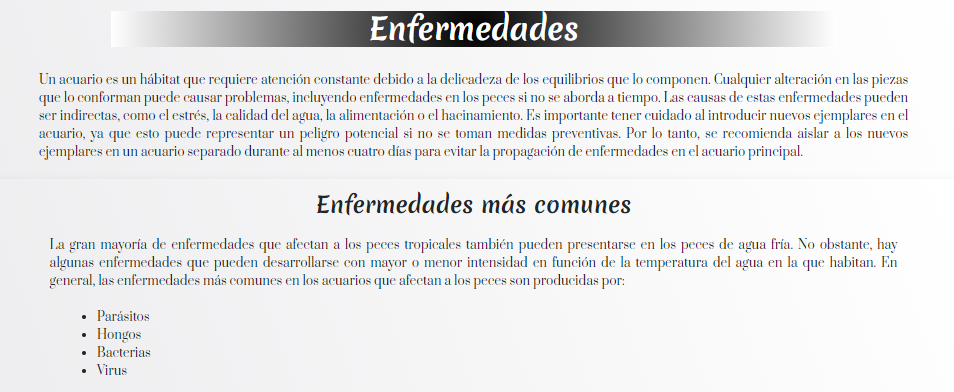 Enfermedades
Un acuario es un hábitat que requiere atención constante debido a la delicadeza de los equilibrios que lo componen. Cualquier alteración en las piezas
que lo conforman puede causar problemas, incluyendo enfermedades en los peces si no se aborda a tiempo. Las causas de estas enfermedades pueden
ser indirectas, como el estrés, la calidad del agua, la alimentación o el hacinamiento. Es importante tener cuidado al introducir nuevos ejemplares en el
acuario, ya que esto puede representar un peligro potencial si no se toman medidas preventivas. Por lo tanto, se recomienda aislar a los nuevos
ejemplares en un acuario separado durante al menos cuatro días para evitar la propagación de enfermedades en el acuario principal.
Enfermedades más comunes
La gran mayoría de enfermedades que afectan a los peces tropicales también pueden presentarse en los peces de agua fría. No obstante, hay
algunas enfermedades que pueden desarrollarse con mayor o menor intensidad en función de la temperatura del agua en la que habitan. En
general, las enfermedades más comunes en los acuarios que afectan a los peces son producidas por:
• Parásitos
• Hongos
• Bacterias
• Virus